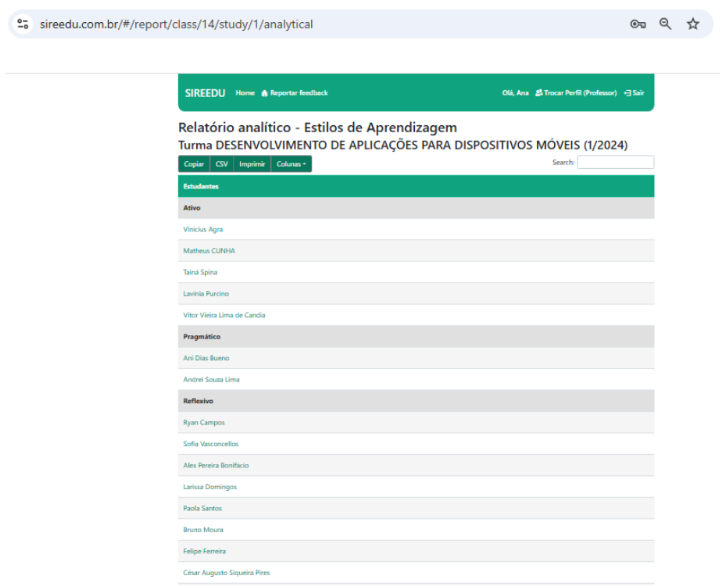 sireedu.com.br/#/report/class/14/study/1/analytical
SIREEDU Home Reportar feedback Olá, Ana Trocar Perfil (Professor) Sair
Relatório analítico - Estilos de Aprendizagem
Turma DESENVOLVIMENTO DE APLICAÇÕES PARA DISPOSITIVOS MÓVEIS (1/2024)
Copiar CSV Imprimir Colunas Search:
Estudantes
Ativo
Vinicius Agra
Matheus CUNHA
Tainá Spina
Lavínia Purcino
Vitor Vieira Lima de Candia
Pragmático
Ani Dias Bueno
Andrei Souza Lima
Reflexivo
Ryan Campos
Sofia Vasconcellos
Alex Pereira Bonifácio
Larissa Domingos
Paola Santos
Bruno Moura
Felipe Ferreira
César Augusto Siqueira Pires